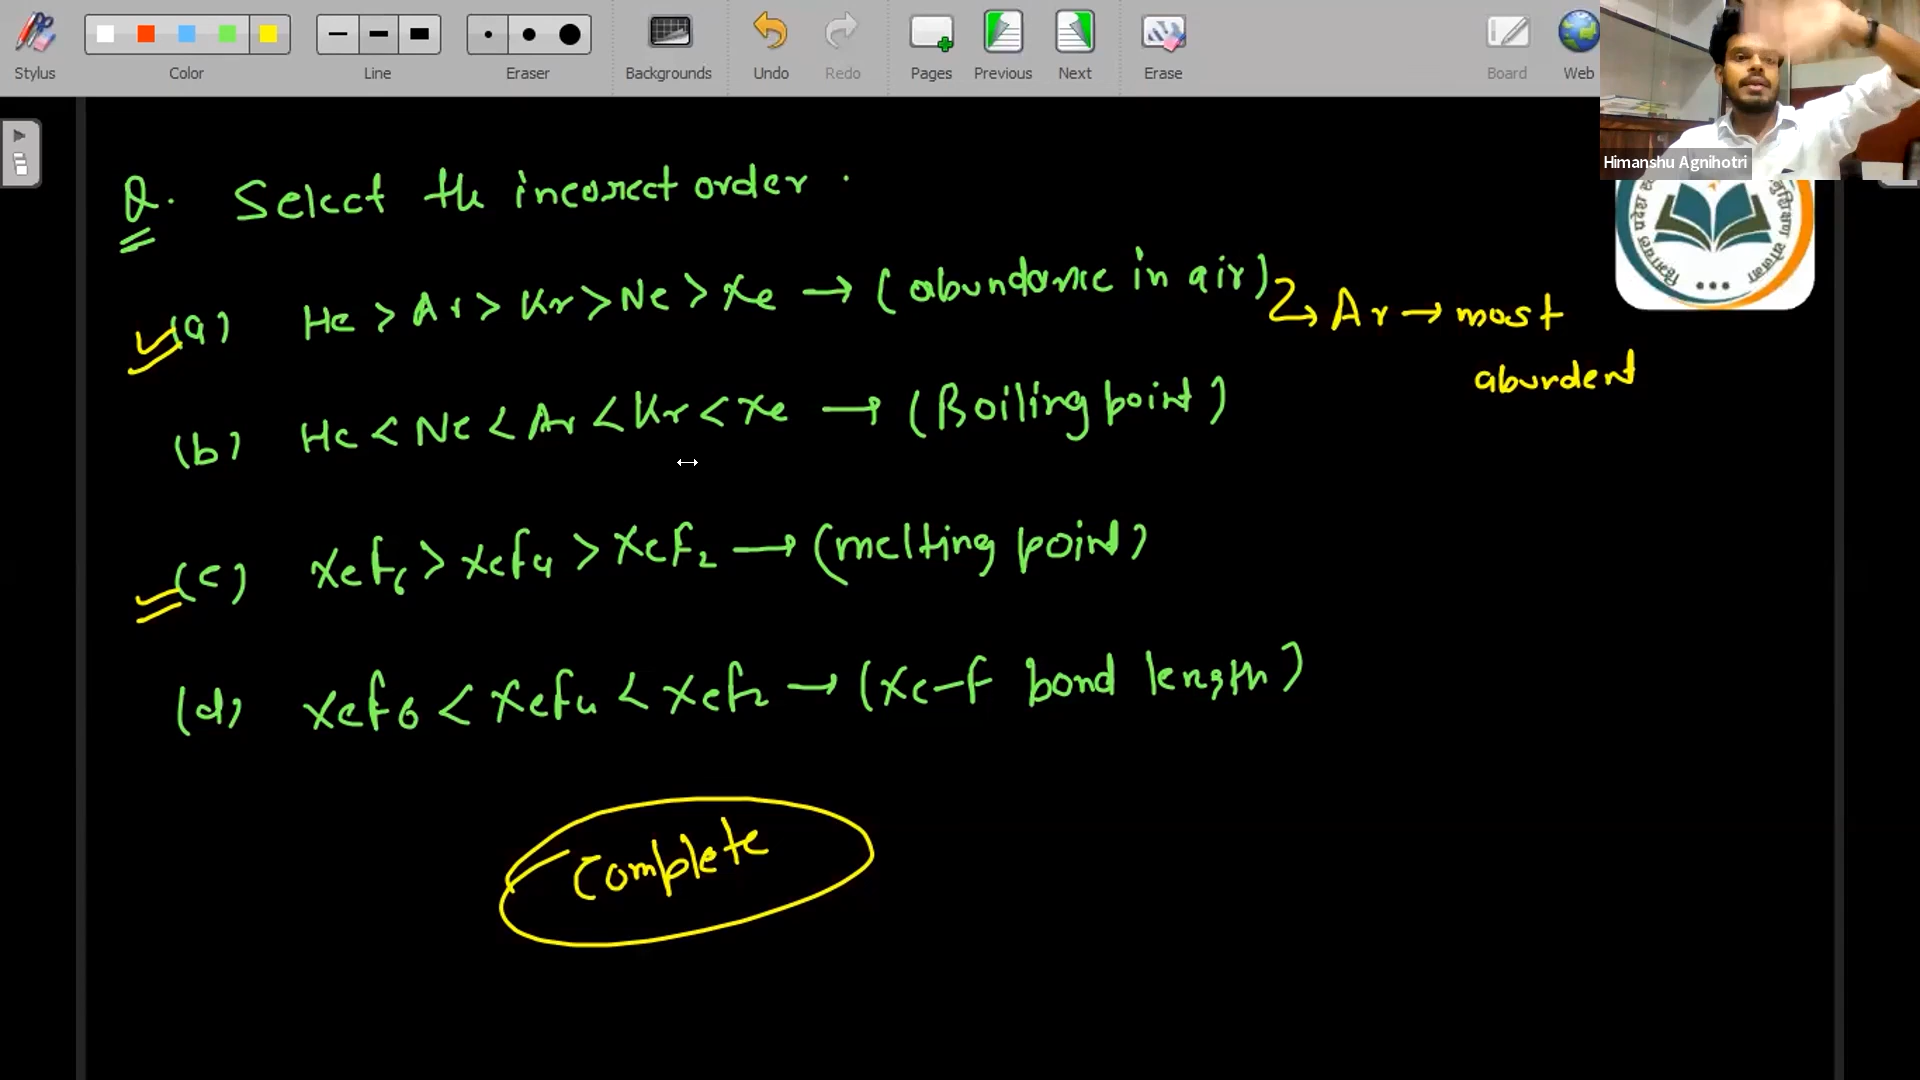 Stylus Color Line Eraser Backgrounds Undo Redo Pages Previous Next Erase Board Web
Himanshu Agnihotri
Q. Select the incorrect order.
(a) He > Ar > Kr > Ne > Xe → (abundance in air) → Ar → most
abundent
(b) He < Ne < Ar < Kr < Xe → (Boiling point)
(c) XeF6 > XeF4 > XeF2 → (melting point)
(d) XeF6 < XeF4 < XeF2 → (Xe-F bond length)
Complete